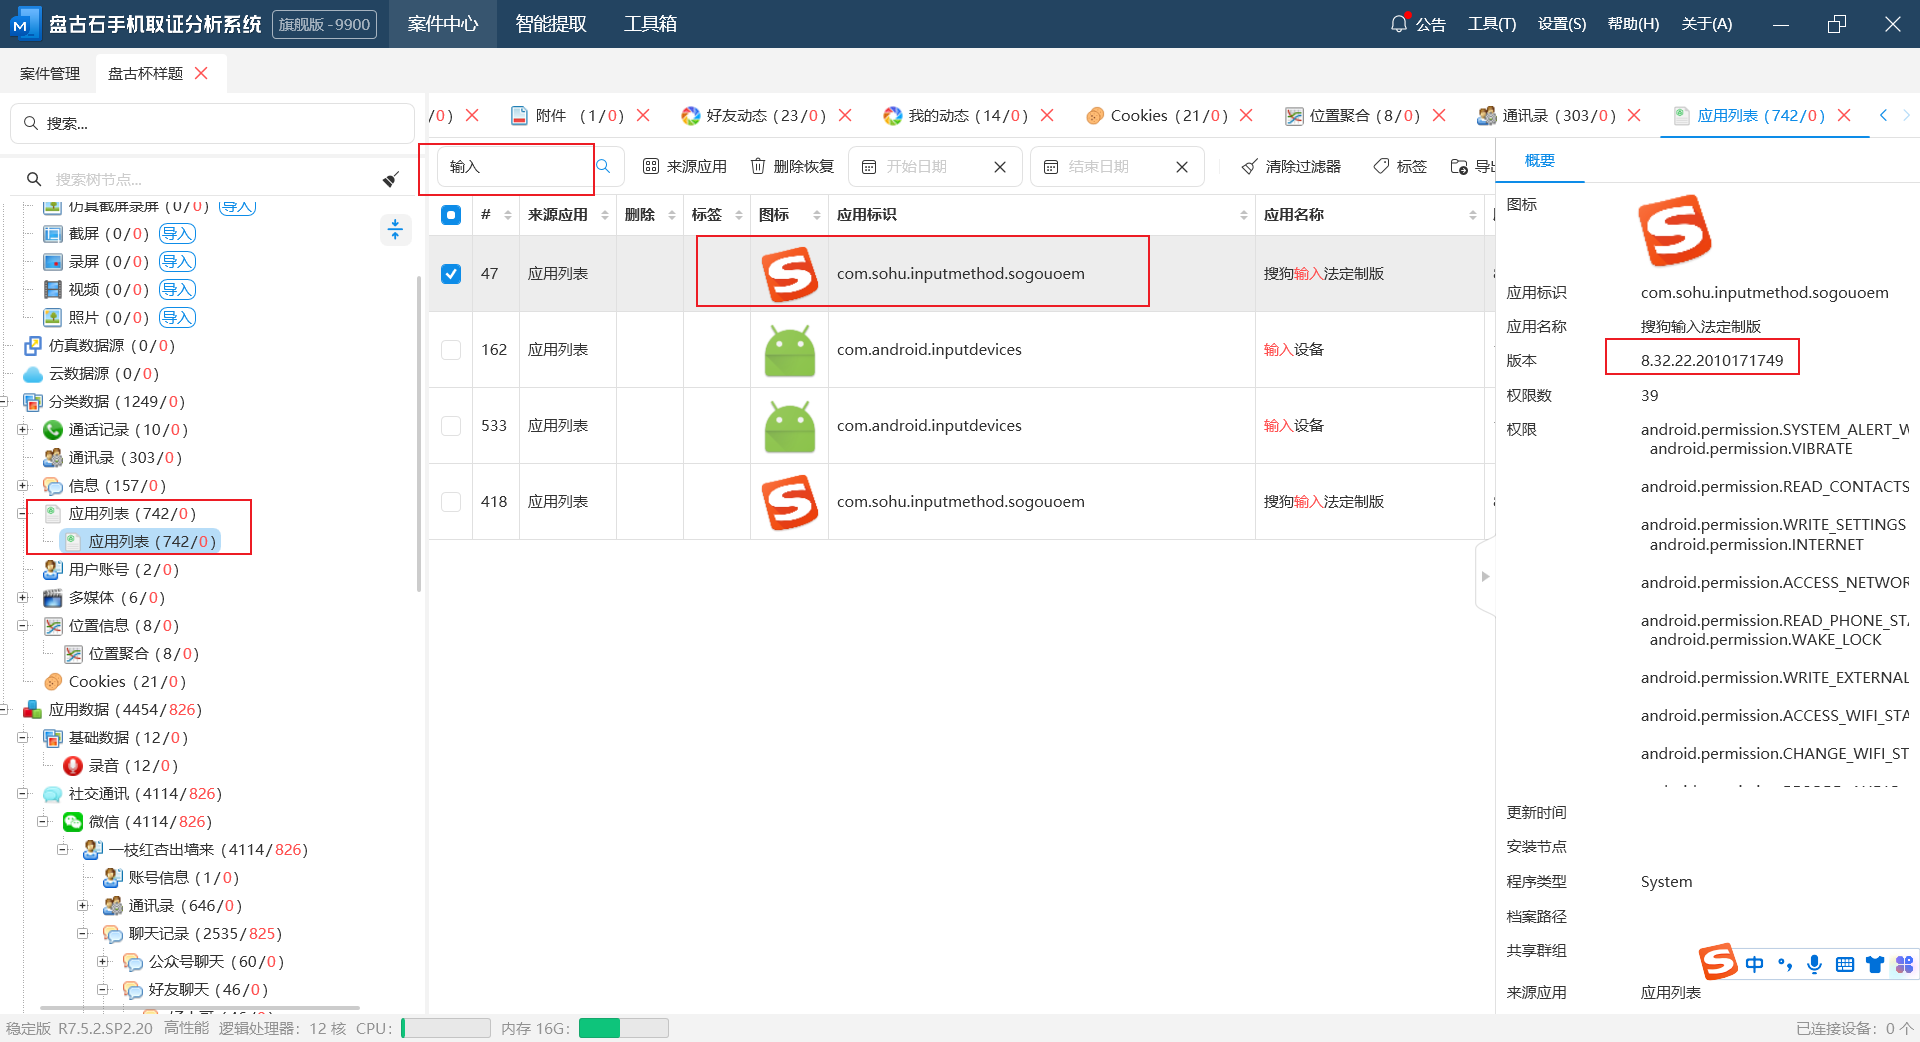 盘古石手机取证分析系统 旗舰版 - 9900 案件中心 智能提取 工具箱 公告 工具(T) 设置(S) 帮助(H) 关于(A)
案件管理 盘古杯样题
搜索...
/0) 附件 (1/0) 好友动态 (23/0) 我的动态 (14/0) Cookies (21/0) 位置聚合 (8/0) 通讯录 (303/0) 应用列表 (742/0)
输入 来源应用 删除恢复 开始日期 结束日期 清除过滤器 标签
搜索树节点...
仿真截屏录屏 (0/0) 导入
截屏 (0/0) 导入
录屏 (0/0) 导入
视频 (0/0) 导入
照片 (0/0) 导入
仿真数据源 (0/0)
云数据源 (0/0)
分类数据 (1249/0)
通话记录 (10/0)
通讯录 (303/0)
信息 (157/0)
应用列表 (742/0)
应用列表 (742/0)
用户账号 (2/0)
多媒体 (6/0)
位置信息 (8/0)
位置聚合 (8/0)
Cookies (21/0)
应用数据 (4454/826)
基础数据 (12/0)
录音 (12/0)
社交通讯 (4114/826)
微信 (4114/826)
一枝红杏出墙来 (4114/826)
账号信息 (1/0)
通讯录 (646/0)
聊天记录 (2535/825)
公众号聊天 (60/0)
好友聊天 (46/0)
# 来源应用 删除 标签 图标 应用标识 应用名称
47 应用列表 com.sohu.inputmethod.sogouoem 搜狗输入法定制版
162 应用列表 com.android.inputdevices 输入设备
533 应用列表 com.android.inputdevices 输入设备
418 应用列表 com.sohu.inputmethod.sogouoem 搜狗输入法定制版
概要
图标
应用标识 com.sohu.inputmethod.sogouoem
应用名称 搜狗输入法定制版
版本 8.32.22.2010171749
权限数 39
权限 android.permission.SYSTEM_ALERT_W
android.permission.VIBRATE
android.permission.READ_CONTACTS
android.permission.WRITE_SETTINGS
android.permission.INTERNET
android.permission.ACCESS_NETWOR
android.permission.READ_PHONE_STA
android.permission.WAKE_LOCK
android.permission.WRITE_EXTERNAL
android.permission.ACCESS_WIFI_STA
android.permission.CHANGE_WIFI_ST
更新时间
安装节点
程序类型 System
档案路径
共享群组
中
来源应用 应用列表
稳定版 R7.5.2.SP2.20 高性能 逻辑处理器：12 核 CPU: 内存 16G: 已连接设备：0 个